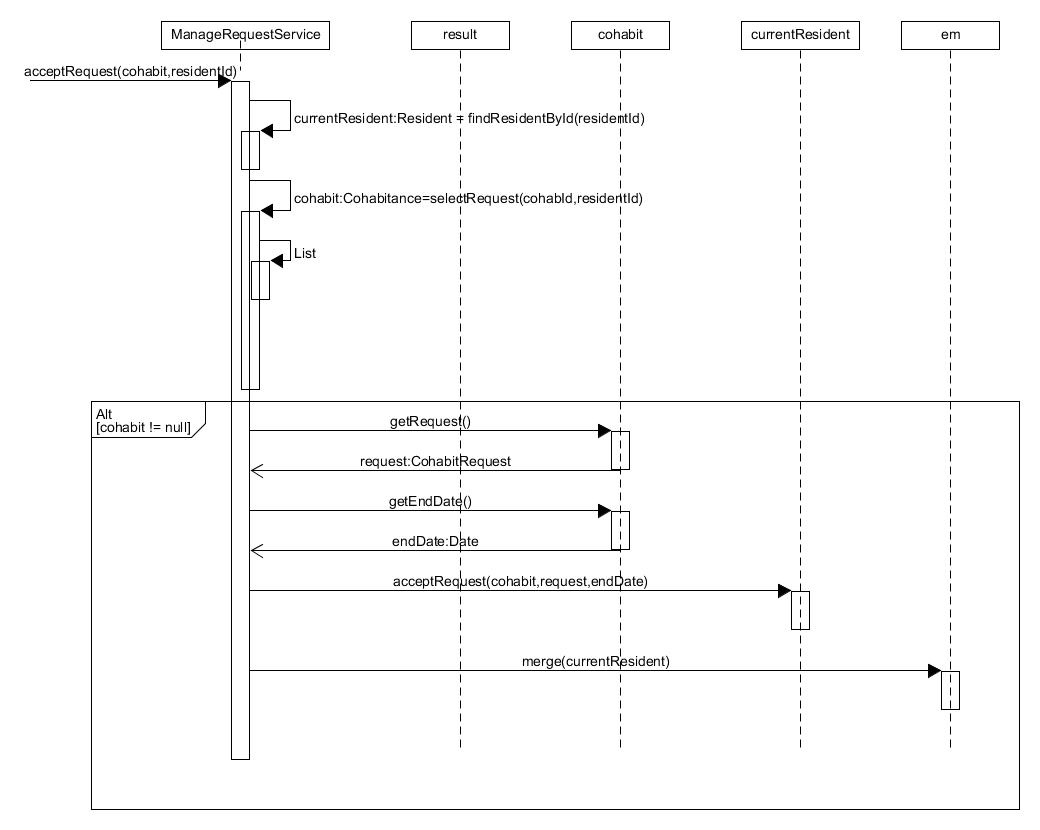 ManageRequestService
result
cohabit
currentResident
em
acceptRequest(cohabit,residentId)
currentResident:Resident = findResidentById(residentId)
cohabit:Cohabitance=selectRequest(cohabId,residentId)
List
Alt
[cohabit != null]
getRequest()
request:CohabitRequest
getEndDate()
endDate:Date
acceptRequest(cohabit,request,endDate)
merge(currentResident)